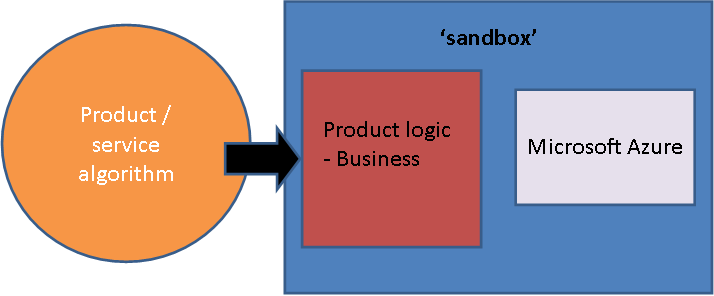 ‘sandbox’
Product /
service
algorithm
Product logic
- Business
Microsoft Azure